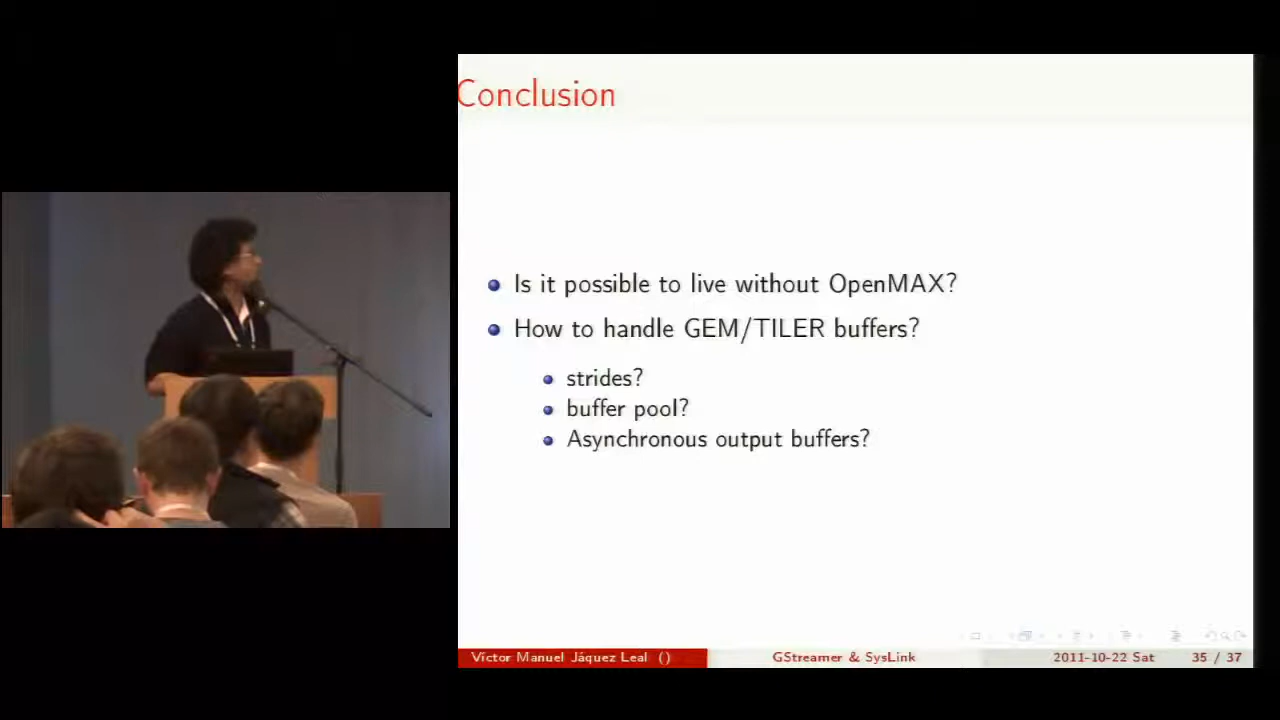 Conclusion
Is it possible to live without OpenMAX?
How to handle GEM/TILER buffers?
strides?
buffer pool?
Asynchronous output buffers?
Víctor Manuel Jáquez Leal () GStreamer & SysLink 2011-10-22 Sat 35 / 37